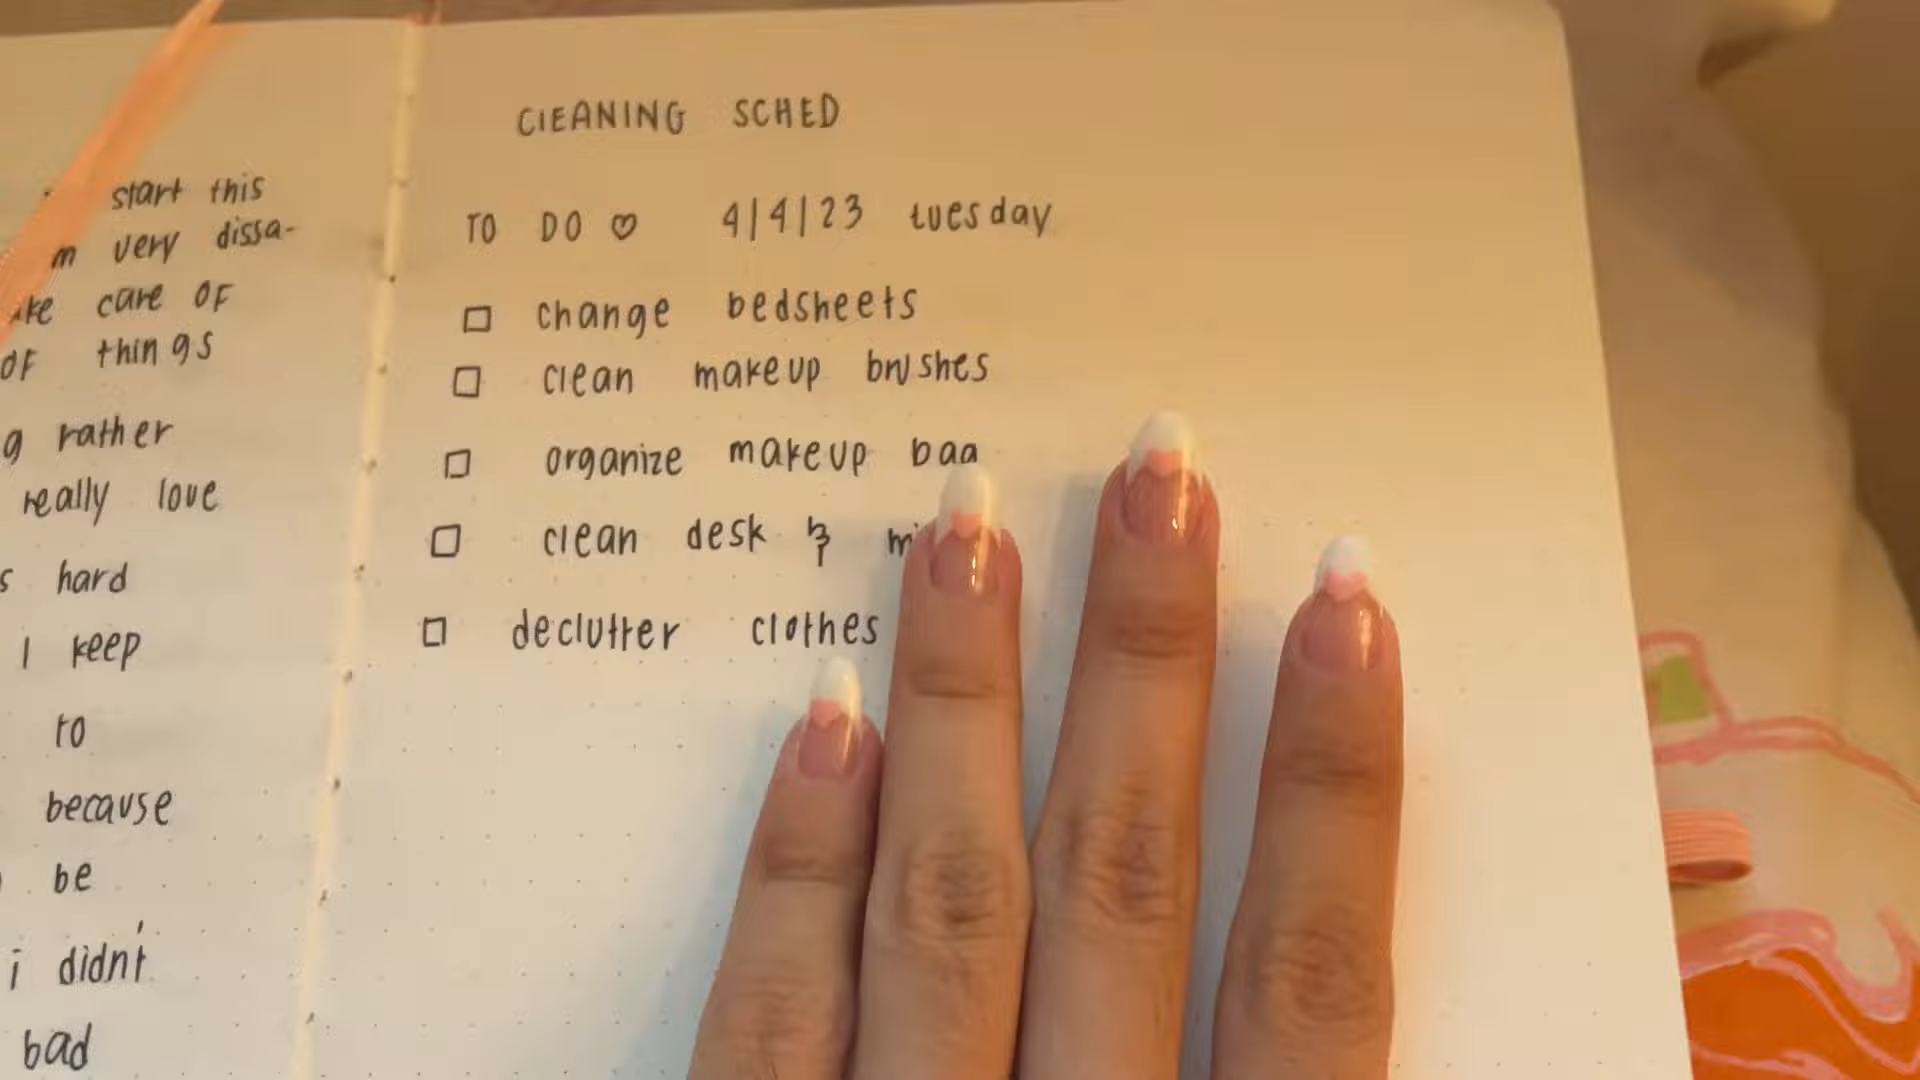 start this
very dissa-
care of
of things
rather
really love
hard
I keep
to
because
be
i didn't
bad
CLEANING SCHED
TO DO ♡ 4/4/23 tuesday
change bedsheets
clean makeup brushes
organize makeup bag
clean desk &
declutter clothes